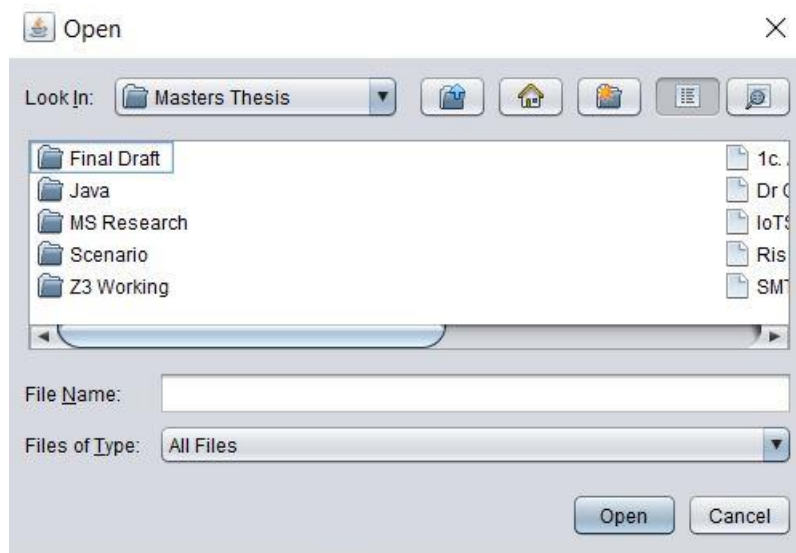 Open
Look In: Masters Thesis
Final Draft
Java
MS Research
Scenario
Z3 Working
1c.
Dr
Ris
SMT
File Name:
Files of Type: All Files
Open Cancel